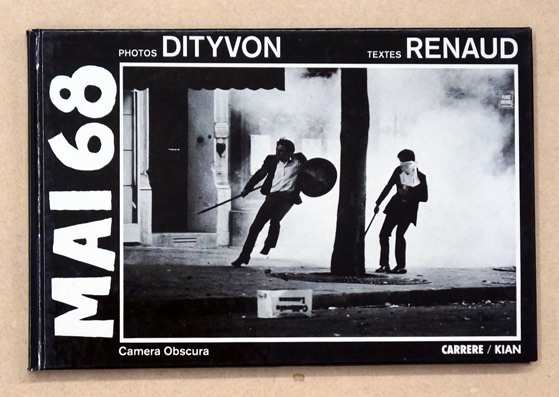 PHOTOS DITYVON
TEXTES RENAUD
MAI 68
Camera Obscura
CARRERE / KIAN